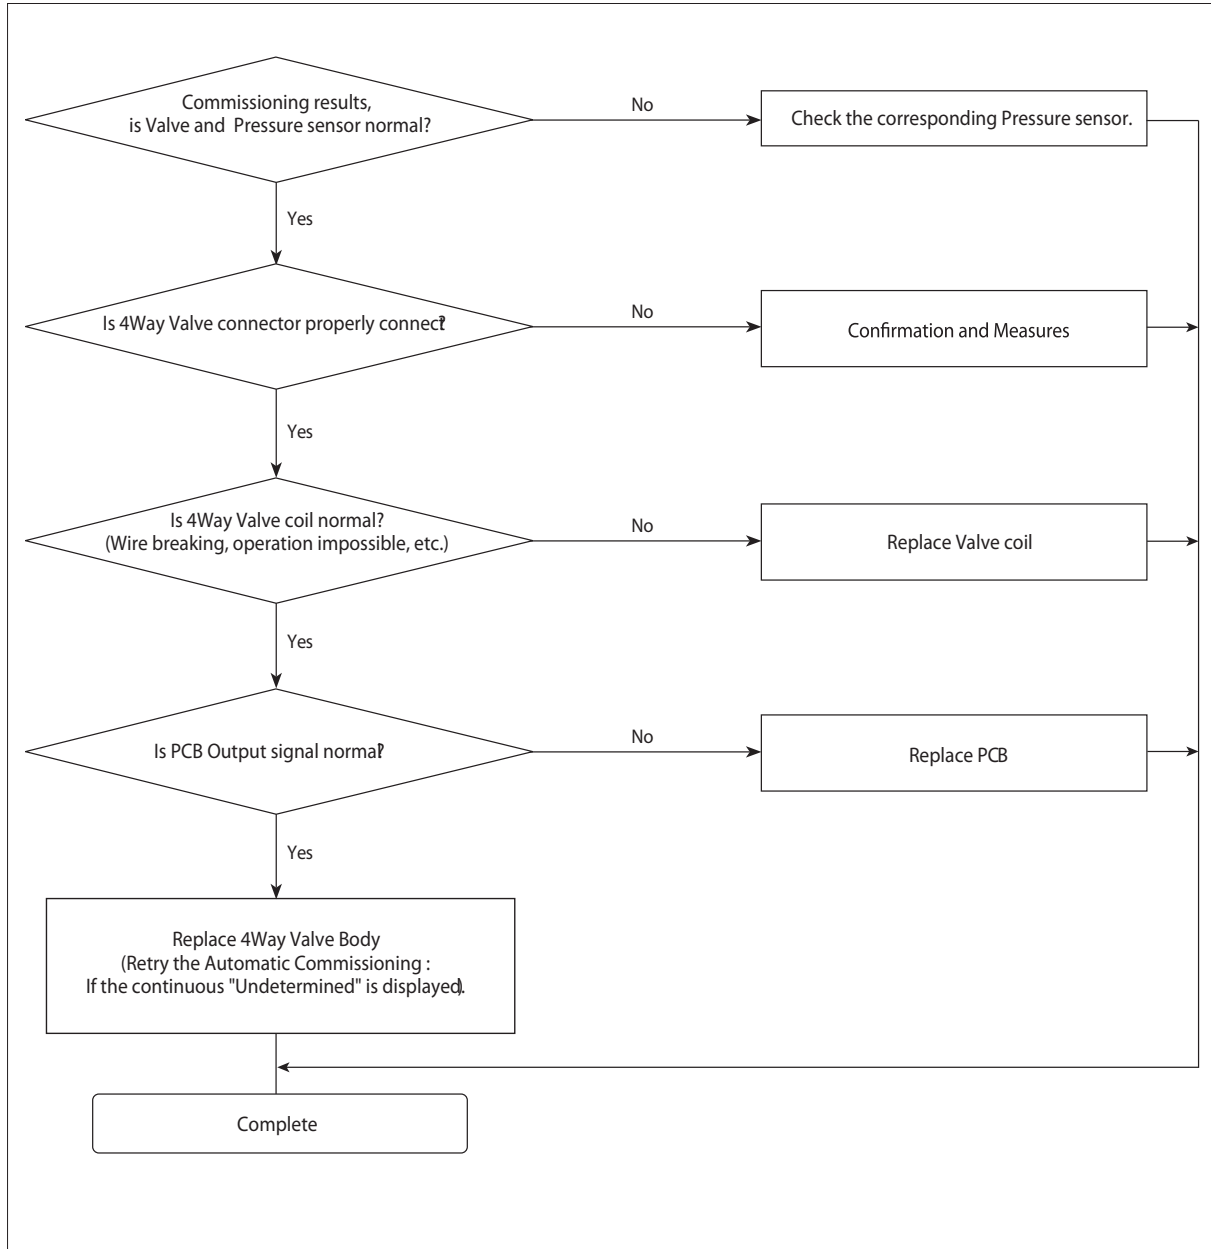 Commissioning results,
is Valve and Pressure sensor normal?
No
Check the corresponding Pressure sensor.
Yes
Is 4Way Valve connector properly connect?
No
Confirmation and Measures
Yes
Is 4Way Valve coil normal?
(Wire breaking, operation impossible, etc.)
No
Replace Valve coil
Yes
Is PCB Output signal normal?
No
Replace PCB
Yes
Replace 4Way Valve Body
(Retry the Automatic Commissioning :
If the continuous "Undetermined" is displayed).
Complete